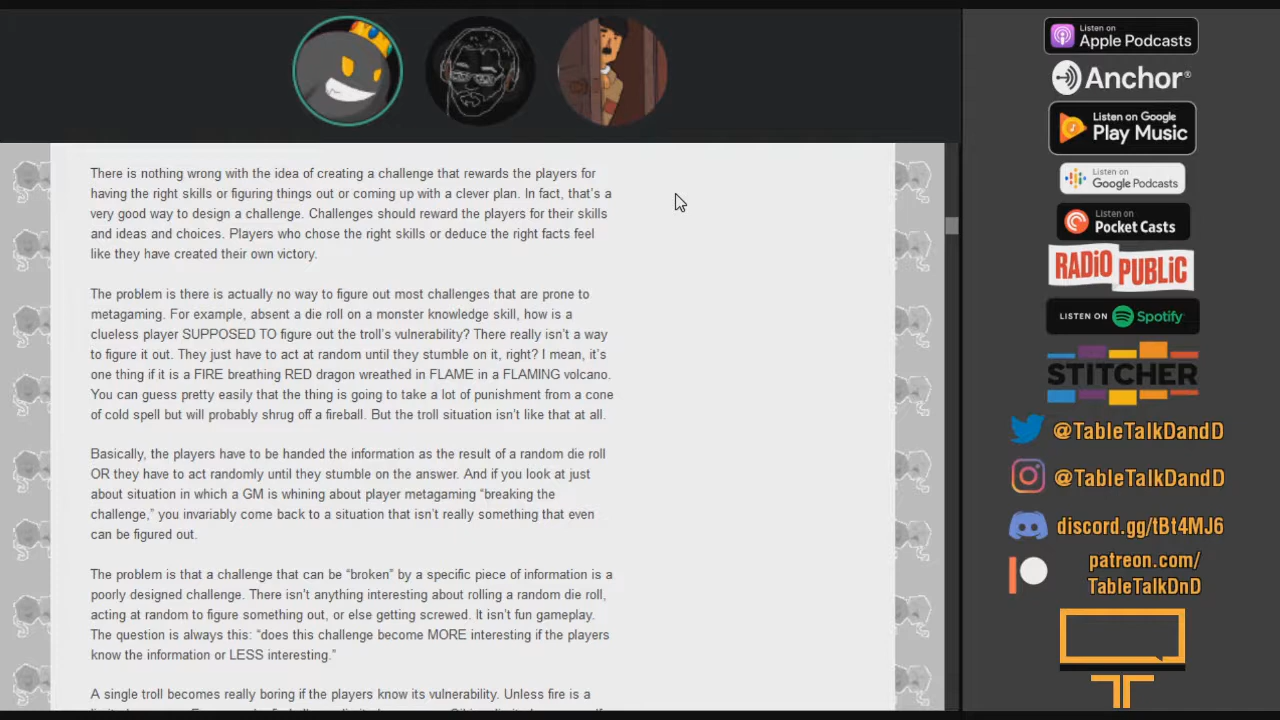 There is nothing wrong with the idea of creating a challenge that rewards the players for
having the right skills or figuring things out or coming up with a clever plan. In fact, that's a
very good way to design a challenge. Challenges should reward the players for their skills
and ideas and choices. Players who chose the right skills or deduce the right facts feel
like they have created their own victory.
The problem is there is actually no way to figure out most challenges that are prone to
metagaming. For example, absent a die roll on a monster knowledge skill, how is a
clueless player SUPPOSED TO figure out the troll's vulnerability? There really isn't a way
to figure it out. They just have to act at random until they stumble on it, right? I mean, it's
one thing if it is a FIRE breathing RED dragon wreathed in FLAME in a FLAMING volcano.
You can guess pretty easily that the thing is going to take a lot of punishment from a cone
of cold spell but will probably shrug off a fireball. But the troll situation isn't like that at all.
Basically, the players have to be handed the information as the result of a random die roll
OR they have to act randomly until they stumble on the answer. And if you look at just
about situation in which a GM is whining about player metagaming “breaking the
challenge,” you invariably come back to a situation that isn't really something that even
can be figured out.
The problem is that a challenge that can be “broken” by a specific piece of information is a
poorly designed challenge. There isn't anything interesting about rolling a random die roll,
acting at random to figure something out, or else getting screwed. It isn't fun gameplay.
The question is always this: “does this challenge become MORE interesting if the players
know the information or LESS interesting.”
A single troll becomes really boring if the players know its vulnerability. Unless fire is a
Listen on
Apple Podcasts
Anchor®
Listen on Google
Play Music
Listen on
Google Podcasts
Listen on
Pocket Casts
RADiO PUBLiC
LISTEN ON Spotify
STITCHER
@TableTalkDandD
@TableTalkDandD
discord.gg/tBt4MJ6
patreon.com/
TableTalkDnD